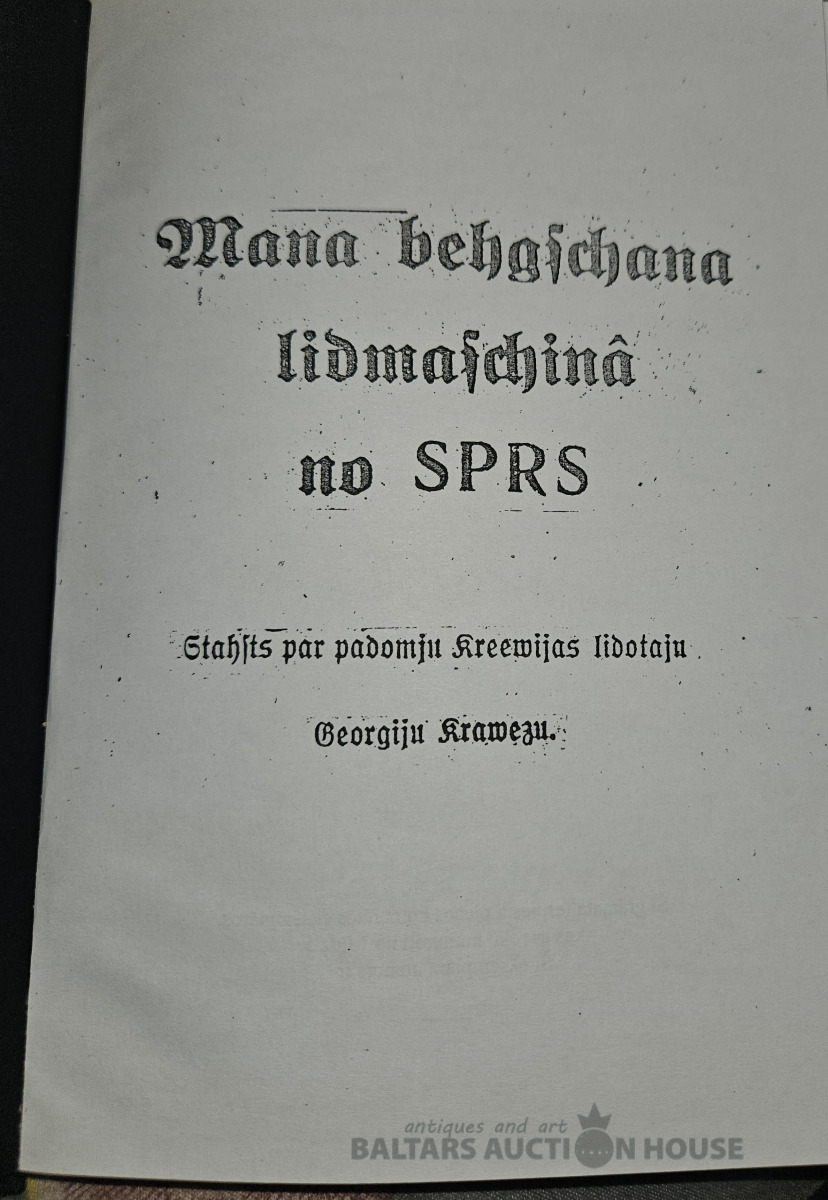 Mana behgſchana
lidmaſchinâ
no SPRS
Stahſts par padomju Kreewijas lidotaju
Georgiju Krawezu.
antiques and art
BALTARS AUCTION HOUSE